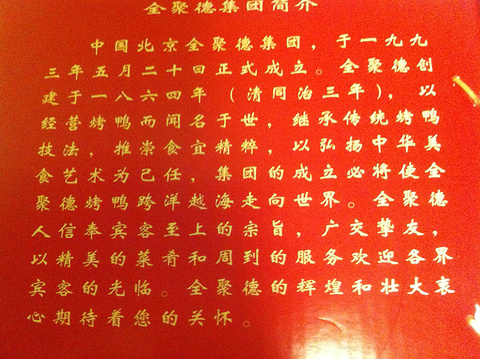 全聚德集团简介
中国北京全聚德集团，于一九九
三年五月二十回正式成立。全聚德创
建于一八六四年（清同治三年），以
经营烤鸭而闻名于世，继承传统烤鸭
技法，推崇食宜精粹，以弘扬中华美
食艺术为己任，集团的成立必将使全
聚德烤鸭跨洋越海走向世界。全聚德
人信奉宾客至上的宗旨，广交挚友，
以精美的菜肴和周到的服务欢迎各界
宾客的光临。全聚德的辉煌和壮大衷
心期待着您的关怀。